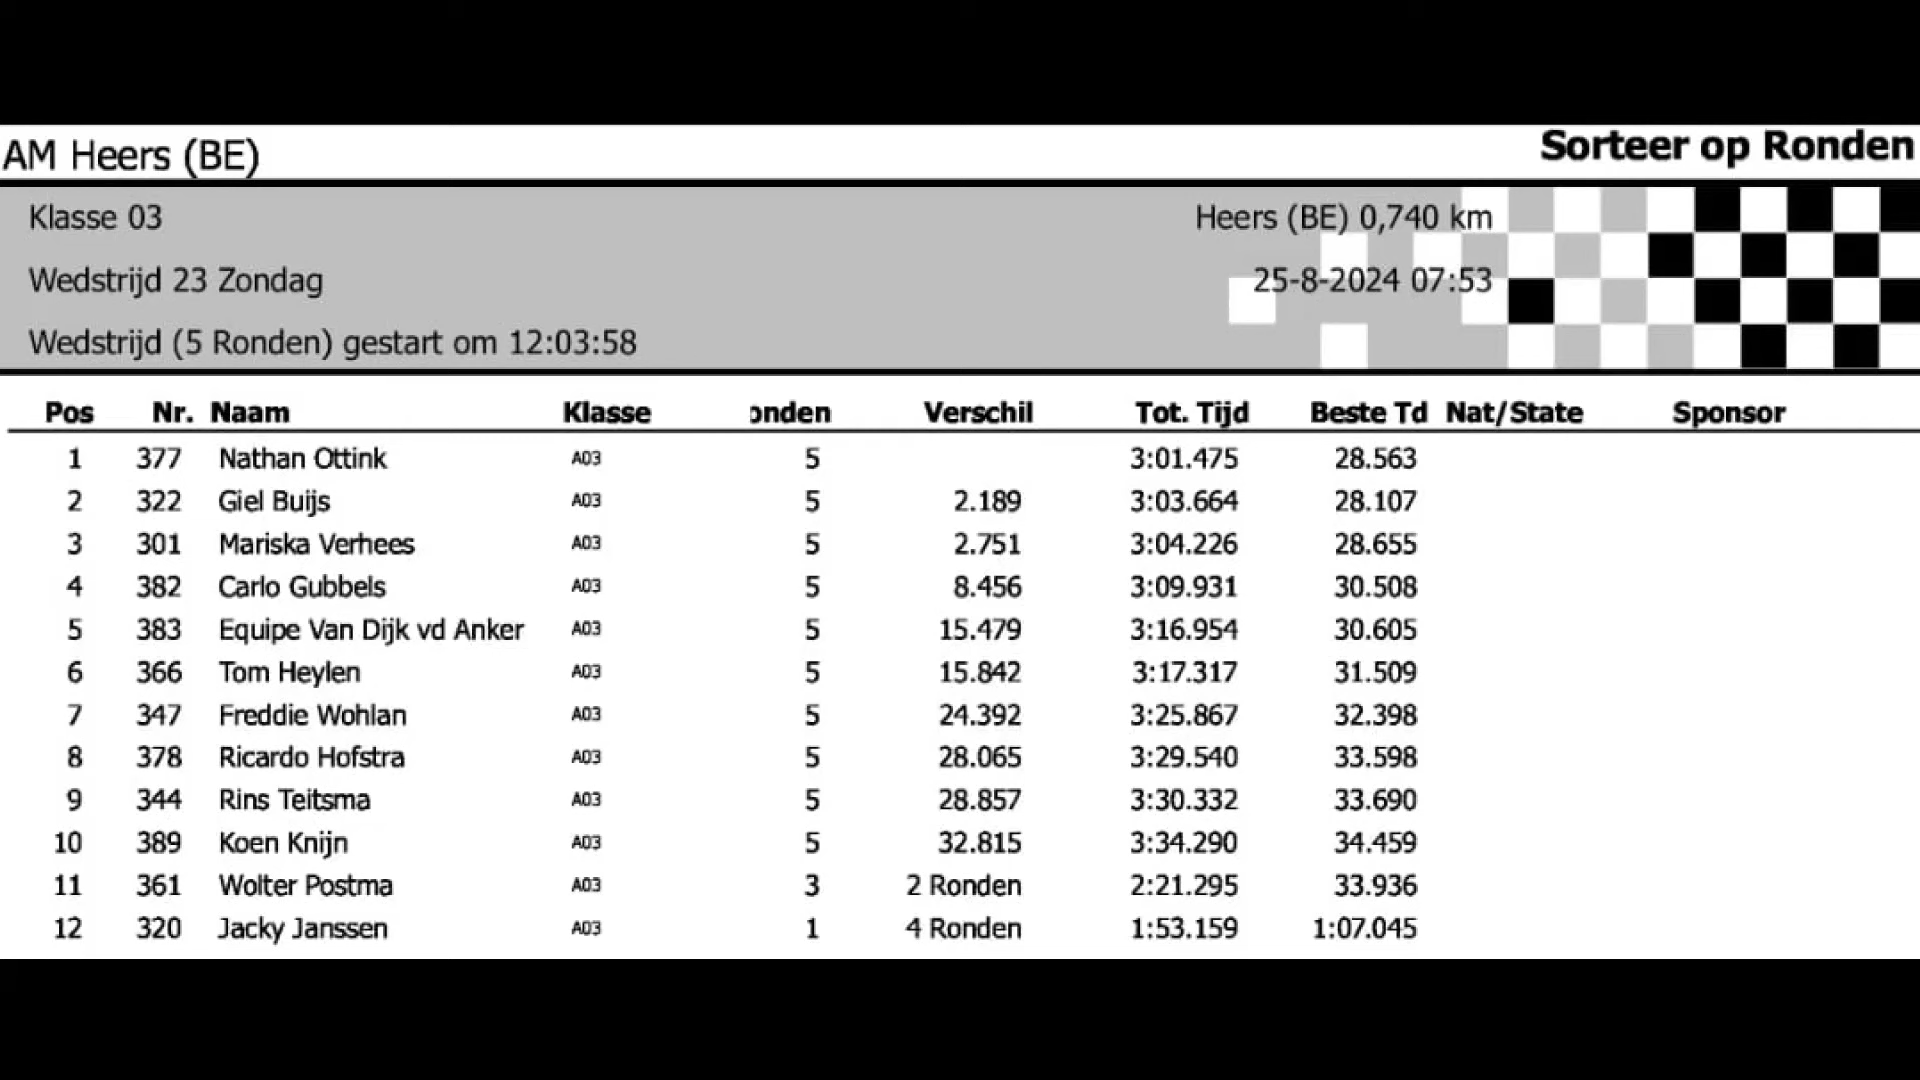 AM Heers (BE) Sorteer op Ronden
Klasse 03 Heers (BE) 0,740 km
Wedstrijd 23 Zondag 25-8-2024 07:53
Wedstrijd (5 Ronden) gestart om 12:03:58
Pos Nr. Naam Klasse onden Verschil Tot. Tijd Beste Td Nat/State Sponsor
1 377 Nathan Ottink A03 5 3:01.475 28.563
2 322 Giel Buijs A03 5 2.189 3:03.664 28.107
3 301 Mariska Verhees A03 5 2.751 3:04.226 28.655
4 382 Carlo Gubbels A03 5 8.456 3:09.931 30.508
5 383 Equipe Van Dijk vd Anker A03 5 15.479 3:16.954 30.605
6 366 Tom Heylen A03 5 15.842 3:17.317 31.509
7 347 Freddie Wohlan A03 5 24.392 3:25.867 32.398
8 378 Ricardo Hofstra A03 5 28.065 3:29.540 33.598
9 344 Rins Teitsma A03 5 28.857 3:30.332 33.690
10 389 Koen Knijn A03 5 32.815 3:34.290 34.459
11 361 Wolter Postma A03 3 2 Ronden 2:21.295 33.936
12 320 Jacky Janssen A03 1 4 Ronden 1:53.159 1:07.045